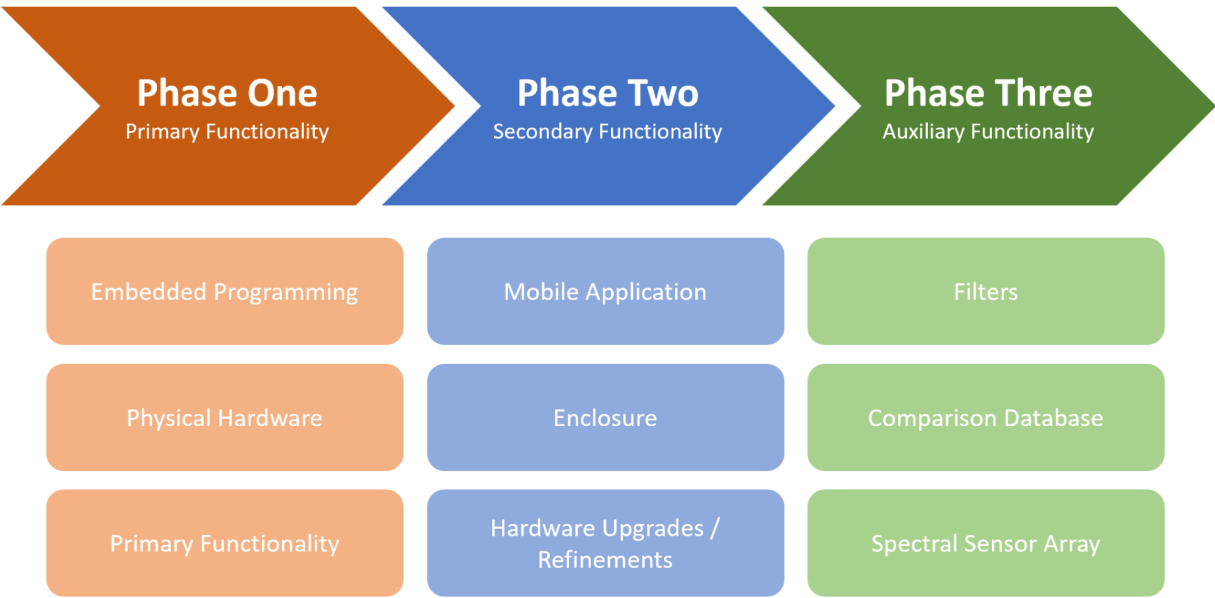 Phase One
Primary Functionality
Phase Two
Secondary Functionality
Phase Three
Auxiliary Functionality
Embedded Programming
Mobile Application
Filters
Physical Hardware
Enclosure
Comparison Database
Primary Functionality
Hardware Upgrades /
Refinements
Spectral Sensor Array